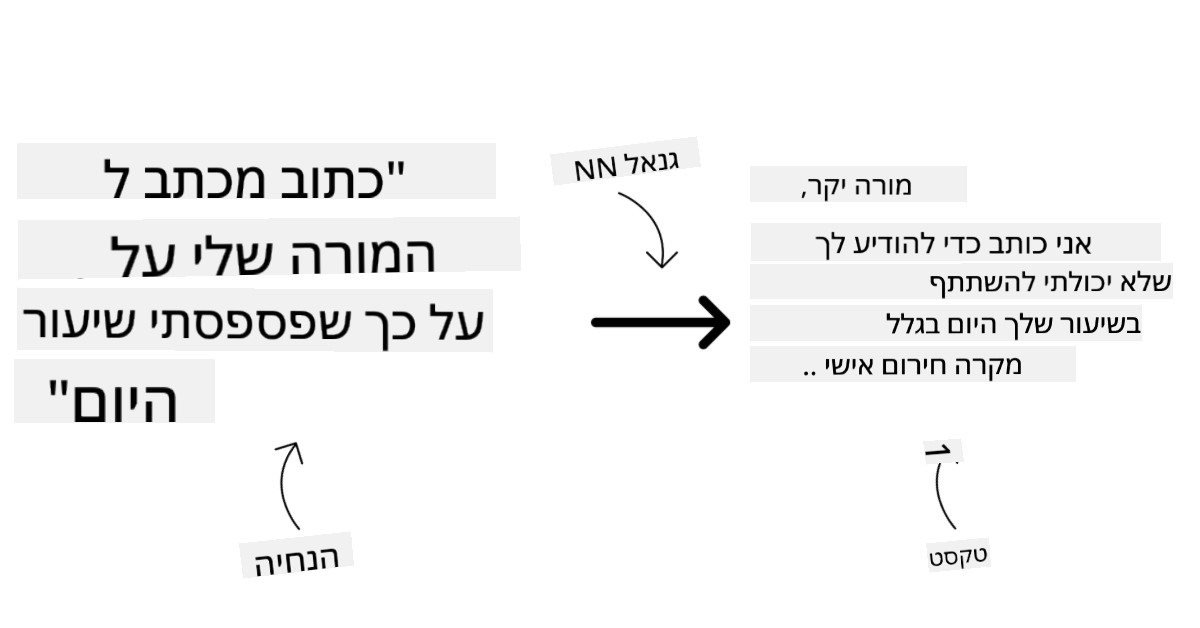 "כתוב מכתב ל
המורה שלי על
על כך שפספסתי שיעור
היום"
הנחיה
גנאל NN
מורה יקר,
אני כותב כדי להודיע לך
שלא יכולתי להשתתף
בשיעור שלך היום בגלל
מקרה חירום אישי ..
טקסט